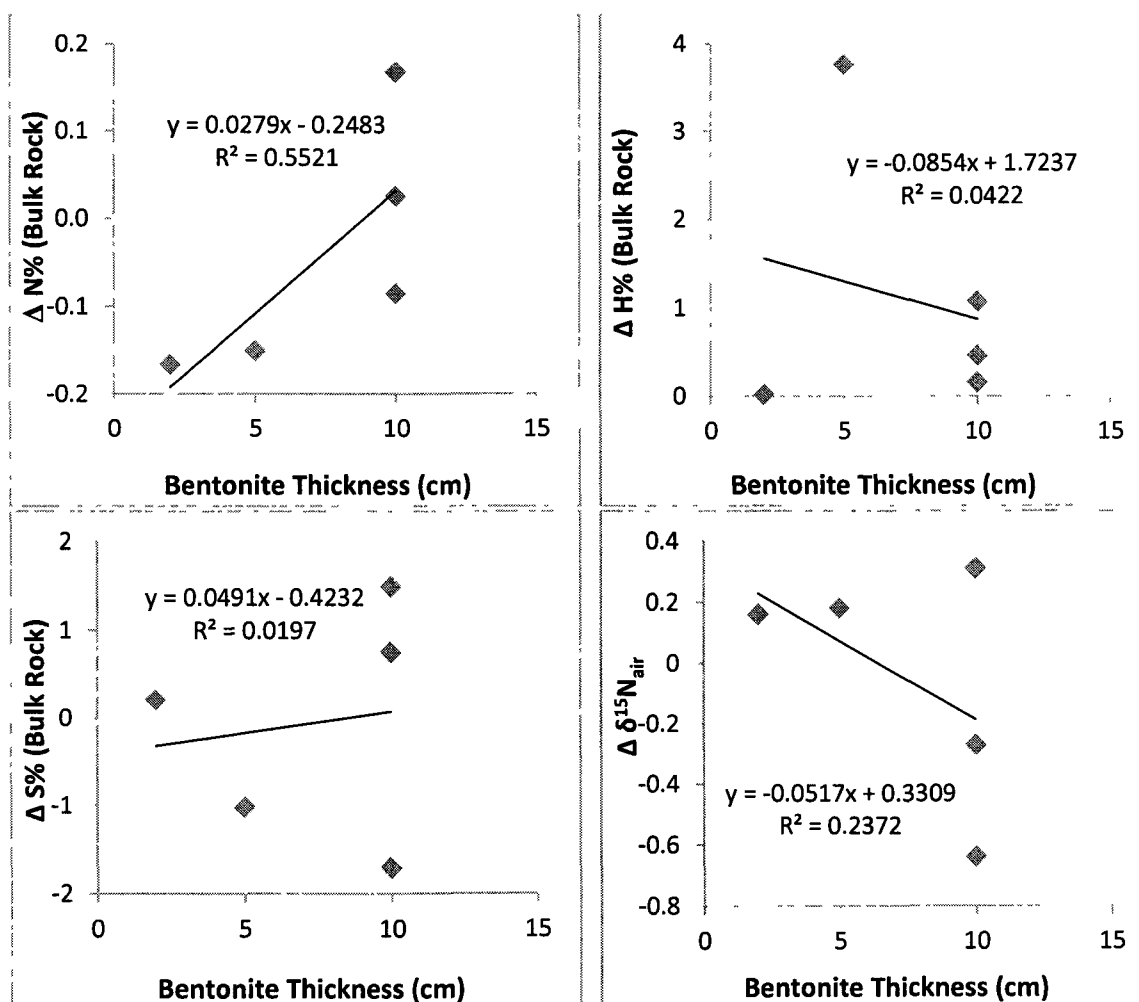 0.2
0.1
0.0
-0.1
-0.2
Δ N% (Bulk Rock)
y = 0.0279x - 0.2483
R² = 0.5521
0 5 10 15
Bentonite Thickness (cm)
4
3
2
1
0
Δ H% (Bulk Rock)
y = -0.0854x + 1.7237
R² = 0.0422
0 5 10 15
Bentonite Thickness (cm)
2
1
0
-1
-2
Δ S% (Bulk Rock)
y = 0.0491x - 0.4232
R² = 0.0197
0 5 10 15
Bentonite Thickness (cm)
0.4
0.2
0
-0.2
-0.4
-0.6
-0.8
Δ δ¹⁵Nair
y = -0.0517x + 0.3309
R² = 0.2372
0 5 10 15
Bentonite Thickness (cm)